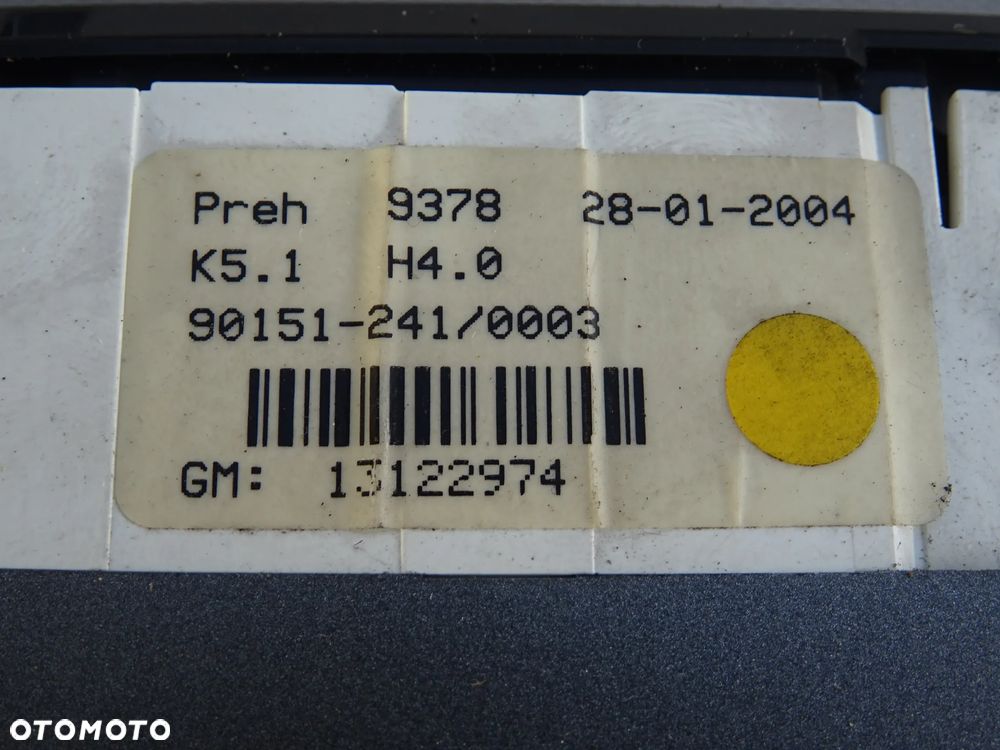 Preh 9378 28-01-2004
K5.1 H4.0
90151-241/0003
GM: 13122974
OTOMOTO